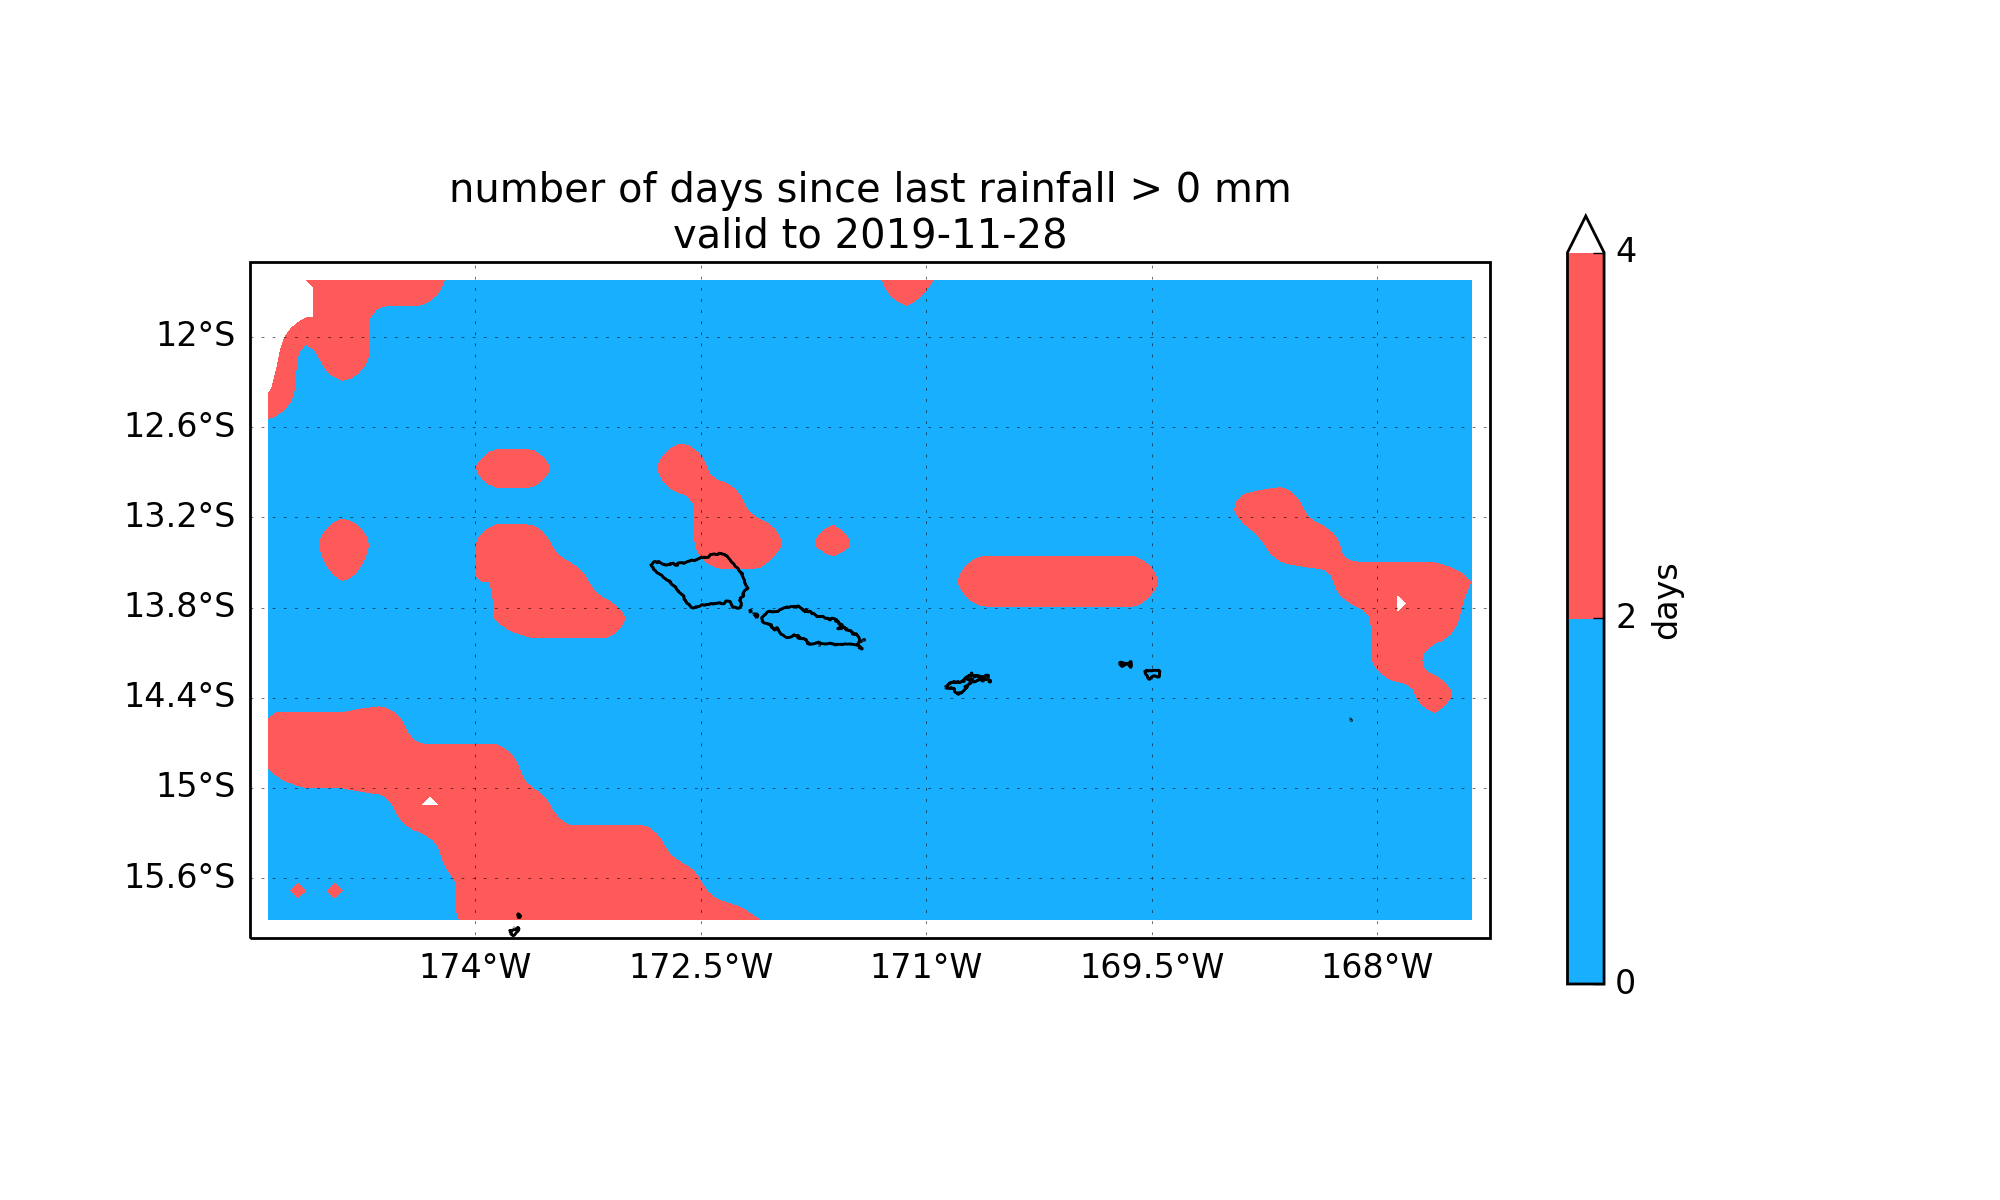 number of days since last rainfall > 0 mm
valid to 2019-11-28
12°S
12.6°S
13.2°S
13.8°S
14.4°S
15°S
15.6°S
174°W 172.5°W 171°W 169.5°W 168°W
4
2
0
days